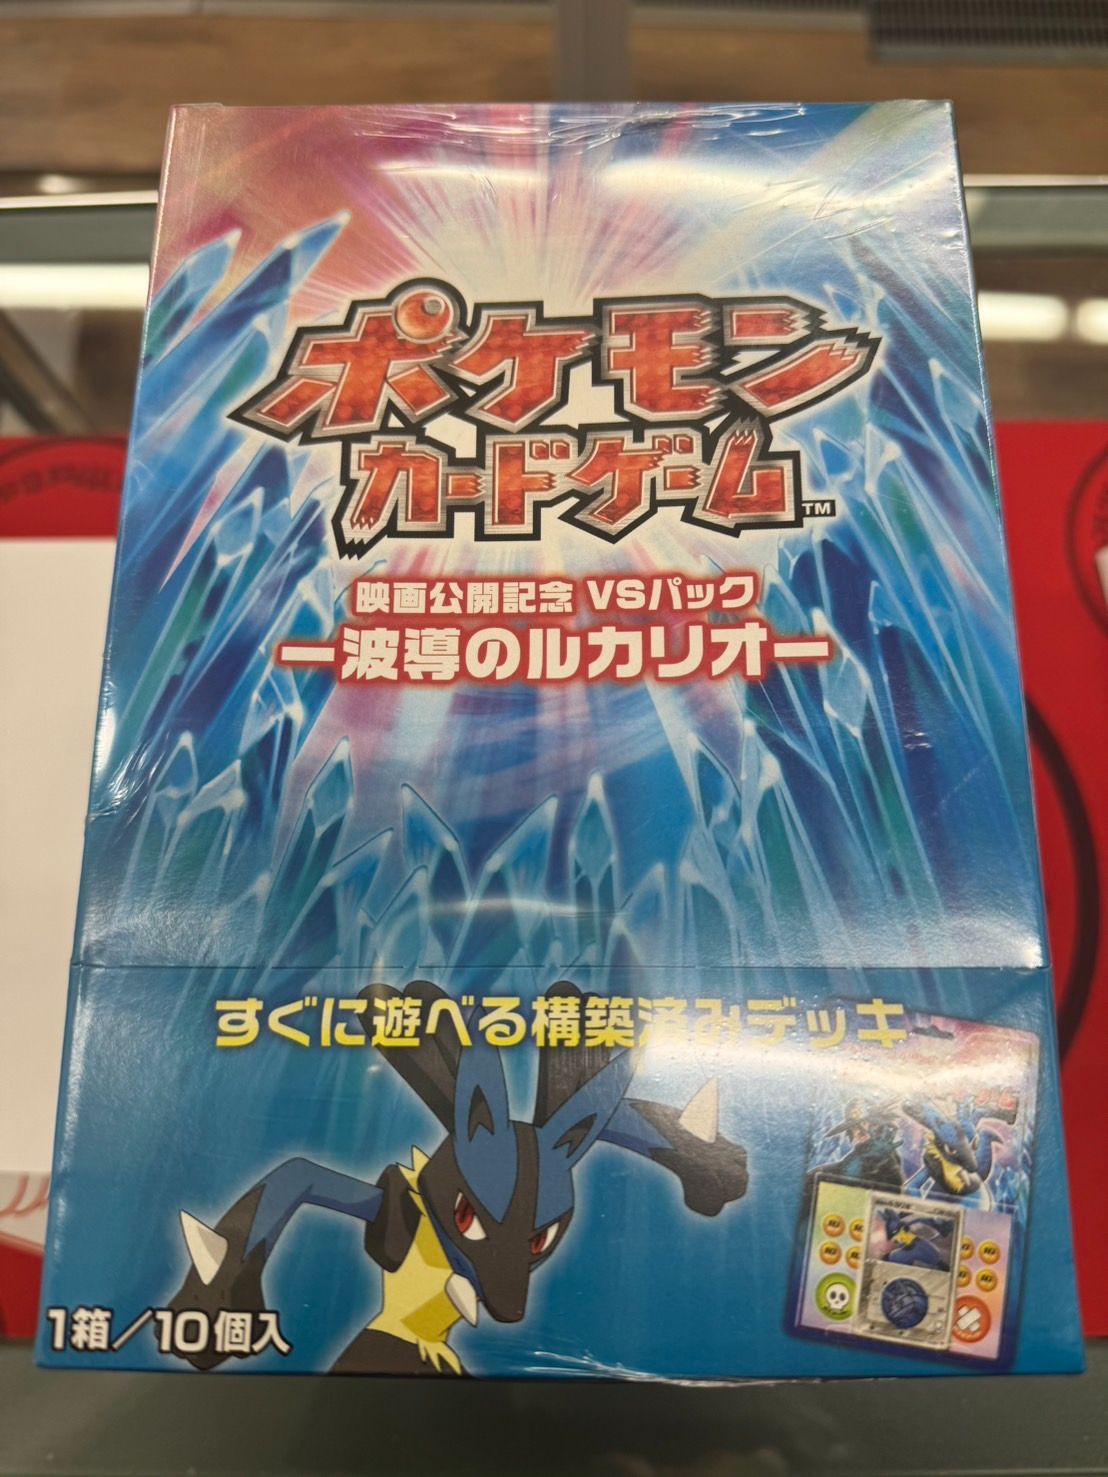 ポケモン
カードゲーム™
映画公開記念 VSパック
ー波導のルカリオー
すぐに遊べる構築済みデッキ
1箱／10個入